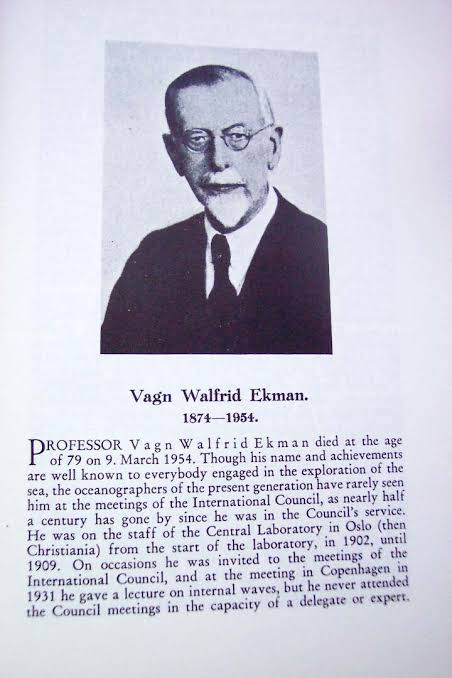 Vagn Walfrid Ekman.
1874—1954.
PROFESSOR Vagn Walfrid Ekman died at the age
of 79 on 9. March 1954. Though his name and achievements
are well known to everybody engaged in the exploration of the
sea, the oceanographers of the present generation have rarely seen
him at the meetings of the International Council, as nearly half
a century has gone by since he was in the Council's service.
He was on the staff of the Central Laboratory in Oslo (then
Christiania) from the start of the laboratory, in 1902, until
1909. On occasions he was invited to the meetings of the
International Council, and at the meeting in Copenhagen in
1931 he gave a lecture on internal waves, but he never attended
the Council meetings in the capacity of a delegate or expert.